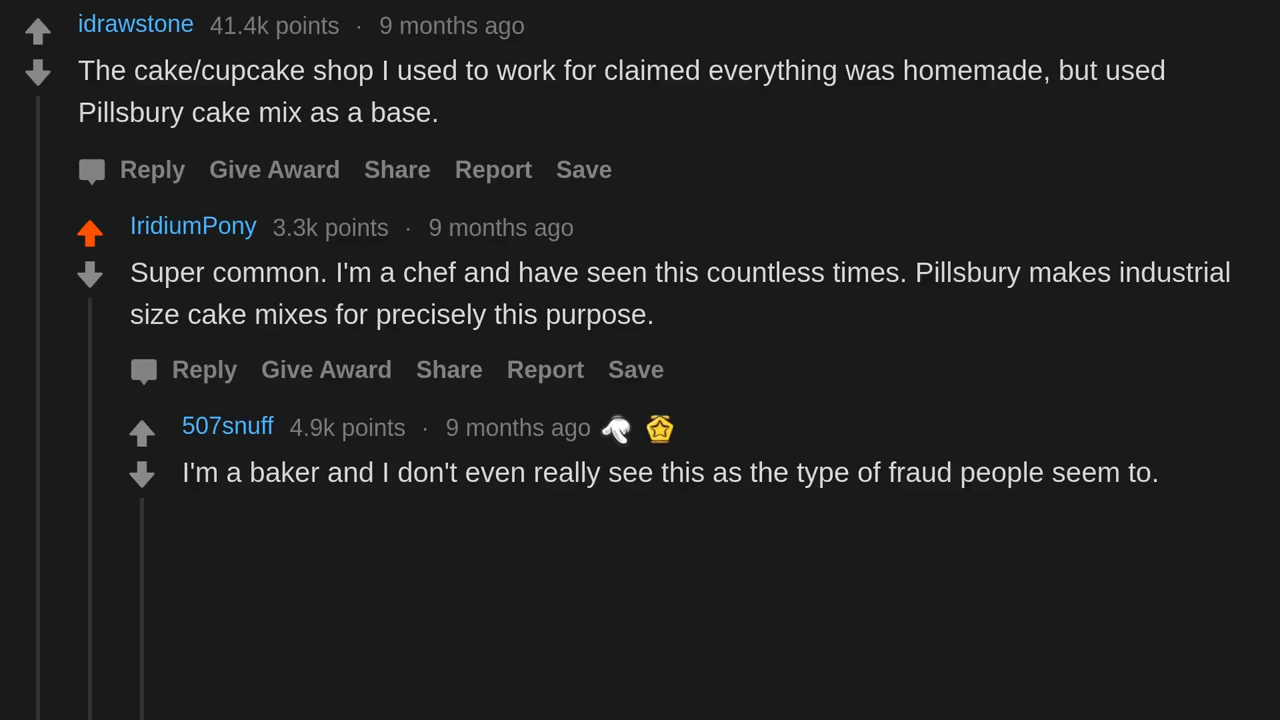 idrawstone 41.4k points · 9 months ago
The cake/cupcake shop I used to work for claimed everything was homemade, but used
Pillsbury cake mix as a base.
Reply Give Award Share Report Save
IridiumPony 3.3k points · 9 months ago
Super common. I'm a chef and have seen this countless times. Pillsbury makes industrial
size cake mixes for precisely this purpose.
Reply Give Award Share Report Save
507snuff 4.9k points · 9 months ago
I'm a baker and I don't even really see this as the type of fraud people seem to.